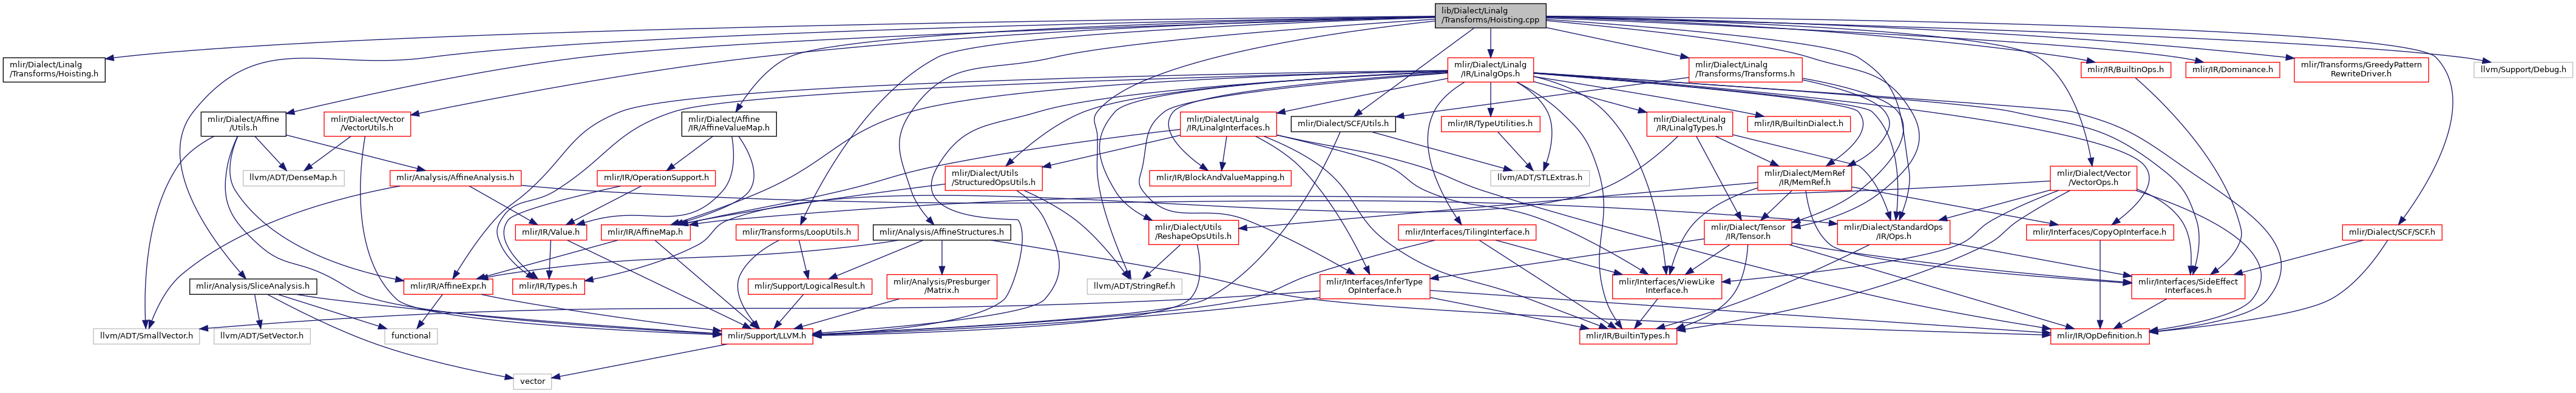 lib/Dialect/Linalg
/Transforms/Hoisting.cpp
mlir/Dialect/Linalg
/Transforms/Hoisting.h
mlir/Dialect/Linalg
/IR/LinalgOps.h
mlir/Dialect/Linalg
/Transforms/Transforms.h
mlir/IR/BuiltinOps.h
mlir/IR/Dominance.h
mlir/Transforms/GreedyPattern
RewriteDriver.h
llvm/Support/Debug.h
mlir/Dialect/Affine
/Utils.h
mlir/Dialect/Vector
/VectorUtils.h
mlir/Dialect/Affine
/IR/AffineValueMap.h
mlir/Dialect/Linalg
/IR/LinalgInterfaces.h
mlir/Dialect/SCF/Utils.h
mlir/IR/TypeUtilities.h
mlir/Dialect/Linalg
/IR/LinalgTypes.h
mlir/IR/BuiltinDialect.h
llvm/ADT/DenseMap.h
mlir/Analysis/AffineAnalysis.h
mlir/IR/OperationSupport.h
mlir/Dialect/Utils
/StructuredOpsUtils.h
mlir/IR/BlockAndValueMapping.h
llvm/ADT/STLExtras.h
mlir/Dialect/MemRef
/IR/MemRef.h
mlir/Dialect/Vector
/VectorOps.h
mlir/IR/Value.h
mlir/IR/AffineMap.h
mlir/Transforms/LoopUtils.h
mlir/Analysis/AffineStructures.h
mlir/Dialect/Utils
/ReshapeOpsUtils.h
mlir/Interfaces/TilingInterface.h
mlir/Dialect/Tensor
/IR/Tensor.h
mlir/Dialect/StandardOps
/IR/Ops.h
mlir/Interfaces/CopyOpInterface.h
mlir/Dialect/SCF/SCF.h
mlir/Analysis/SliceAnalysis.h
mlir/IR/AffineExpr.h
mlir/IR/Types.h
mlir/Support/LogicalResult.h
mlir/Analysis/Presburger
/Matrix.h
llvm/ADT/StringRef.h
mlir/Interfaces/InferType
OpInterface.h
mlir/Interfaces/ViewLike
Interface.h
mlir/Interfaces/SideEffect
Interfaces.h
llvm/ADT/SmallVector.h
llvm/ADT/SetVector.h
functional
mlir/Support/LLVM.h
mlir/IR/BuiltinTypes.h
mlir/IR/OpDefinition.h
vector